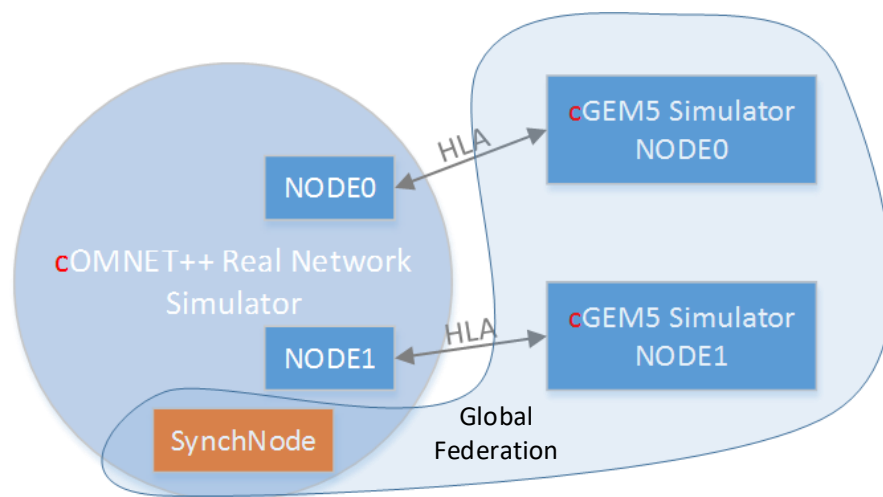 cGEM5 Simulator
NODE0
HLA
NODE0
cOMNET++ Real Network
Simulator
cGEM5 Simulator
NODE1
HLA
NODE1
SynchNode
Global
Federation